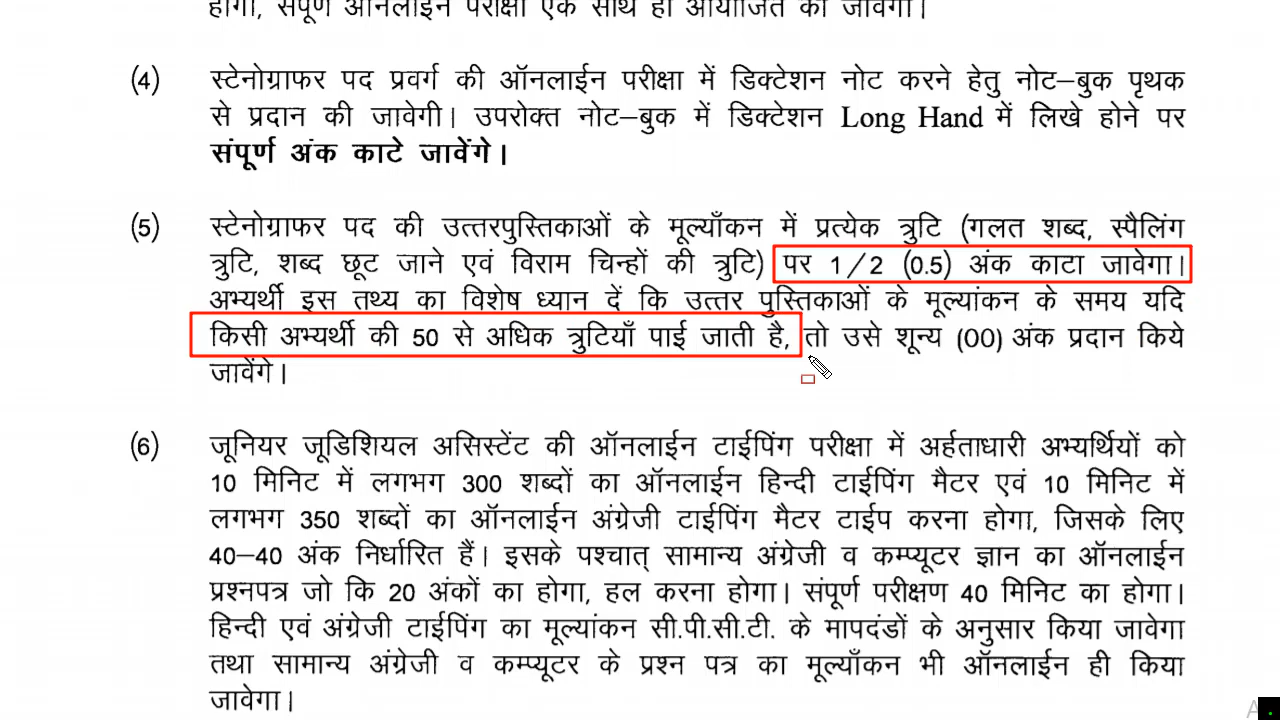 होगा, संपूर्ण ऑनलाईन परीक्षा एक साथ ही आयोजित की जावेगी।
(4) स्टेनोग्राफर पद प्रवर्ग की ऑनलाईन परीक्षा में डिक्टेशन नोट करने हेतु नोट–बुक पृथक
से प्रदान की जावेगी। उपरोक्त नोट–बुक में डिक्टेशन Long Hand में लिखे होने पर
संपूर्ण अंक काटे जावेंगे।
(5) स्टेनोग्राफर पद की उत्तरपुस्तिकाओं के मूल्याँकन में प्रत्येक त्रुटि (गलत शब्द, स्पैलिंग
त्रुटि, शब्द छूट जाने एवं विराम चिन्हों की त्रुटि) पर 1/2 (0.5) अंक काटा जावेगा।
अभ्यर्थी इस तथ्य का विशेष ध्यान दें कि उत्तर पुस्तिकाओं के मूल्यांकन के समय यदि
किसी अभ्यर्थी की 50 से अधिक त्रुटियाँ पाई जाती है, तो उसे शून्य (00) अंक प्रदान किये
जावेंगे।
(6) जूनियर जूडिशियल असिस्टेंट की ऑनलाईन टाईपिंग परीक्षा में अर्हताधारी अभ्यर्थियों को
10 मिनिट में लगभग 300 शब्दों का ऑनलाईन हिन्दी टाईपिंग मैटर एवं 10 मिनिट में
लगभग 350 शब्दों का ऑनलाईन अंग्रेजी टाईपिंग मैटर टाईप करना होगा, जिसके लिए
40–40 अंक निर्धारित हैं। इसके पश्चात् सामान्य अंग्रेजी व कम्प्यूटर ज्ञान का ऑनलाईन
प्रश्नपत्र जो कि 20 अंकों का होगा, हल करना होगा। संपूर्ण परीक्षण 40 मिनिट का होगा।
हिन्दी एवं अंग्रेजी टाईपिंग का मूल्यांकन सी.पी.सी.टी. के मापदंडों के अनुसार किया जावेगा
तथा सामान्य अंग्रेजी व कम्प्यूटर के प्रश्न पत्र का मूल्याँकन भी ऑनलाईन ही किया
जावेगा।